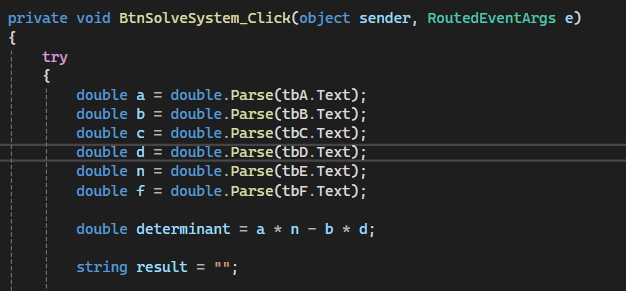 private void BtnSolveSystem_Click(object sender, RoutedEventArgs e)
{
try
{
double a = double.Parse(tbA.Text);
double b = double.Parse(tbB.Text);
double c = double.Parse(tbC.Text);
double d = double.Parse(tbD.Text);
double n = double.Parse(tbE.Text);
double f = double.Parse(tbF.Text);
double determinant = a * n - b * d;
string result = "";